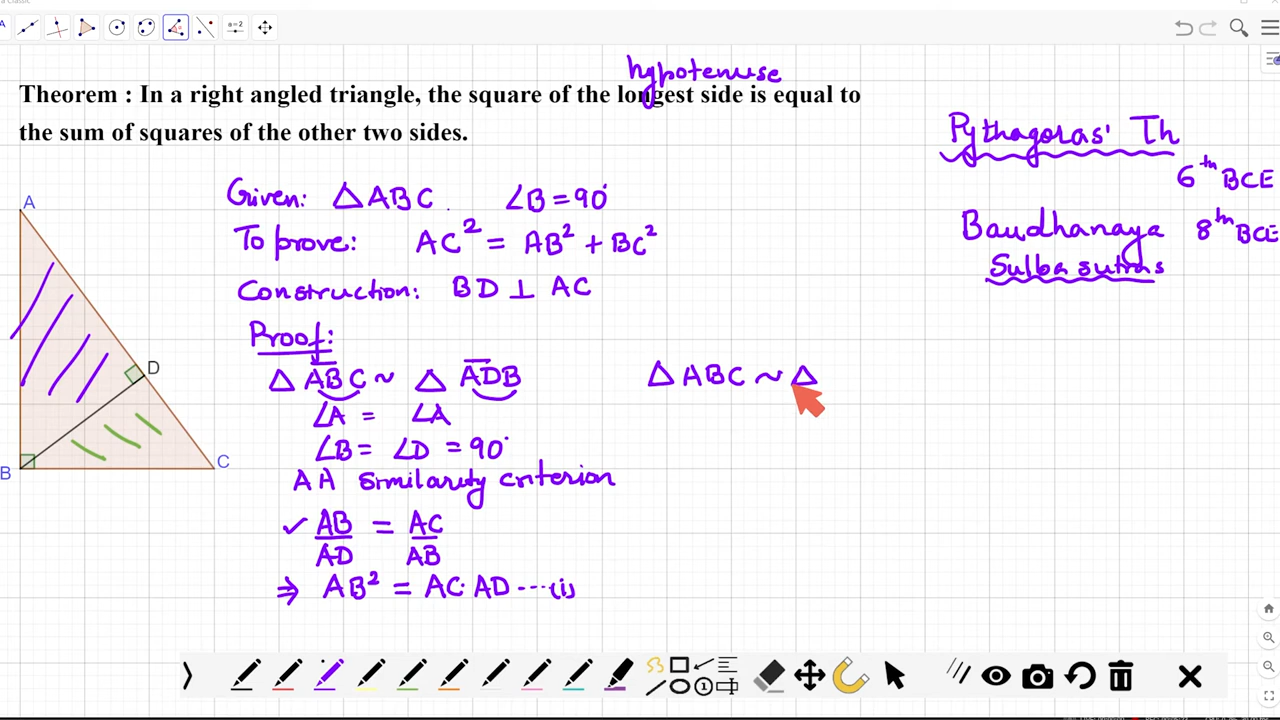 hypotenuse
Theorem : In a right angled triangle, the square of the longest side is equal to
the sum of squares of the other two sides.
Pythagoras' Th
6th BCE
Baudhanaya 8th BCE
Sulba sutras
Given: △ABC. ∠B = 90°
To prove: AC² = AB² + BC²
Construction: BD ⊥ AC
Proof:
△ ABC ~ △ ADB
∠A = ∠A
∠B = ∠D = 90°
AA similarity criterion
✓ AB/AD = AC/AB
⇒ AB² = AC·AD ---(i)
△ ABC ~ △
A
D
B
C
a=2